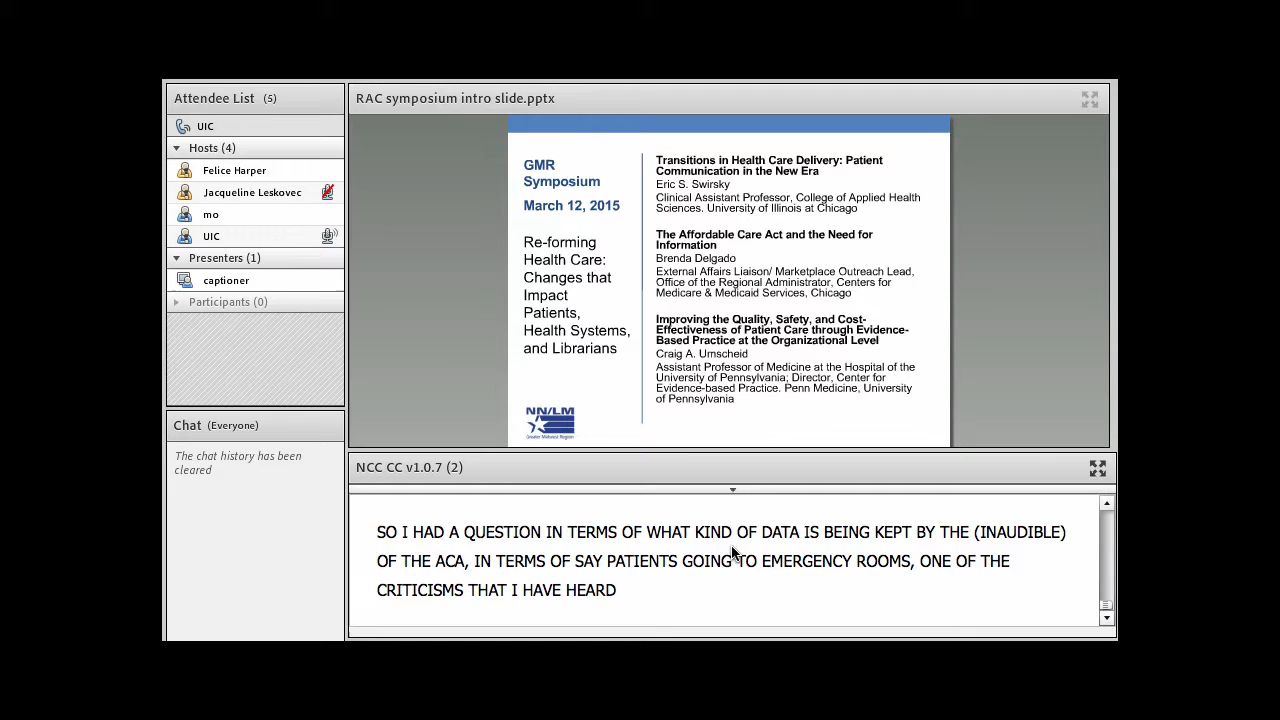 Attendee List (5)
UIC
Hosts (4)
Felice Harper
Jacqueline Leskovec
mo
UIC
Presenters (1)
captioner
Participants (0)
Chat (Everyone)
The chat history has been
cleared
RAC symposium intro slide.pptx
GMR
Symposium
March 12, 2015
Re-forming
Health Care:
Changes that
Impact
Patients,
Health Systems,
and Librarians
NN/LM
Greater Midwest Region
Transitions in Health Care Delivery: Patient
Communication in the New Era
Eric S. Swirsky
Clinical Assistant Professor, College of Applied Health
Sciences. University of Illinois at Chicago
The Affordable Care Act and the Need for
Information
Brenda Delgado
External Affairs Liaison/ Marketplace Outreach Lead,
Office of the Regional Administrator, Centers for
Medicare & Medicaid Services, Chicago
Improving the Quality, Safety, and Cost-
Effectiveness of Patient Care through Evidence-
Based Practice at the Organizational Level
Craig A. Umscheid
Assistant Professor of Medicine at the Hospital of the
University of Pennsylvania; Director, Center for
Evidence-based Practice. Penn Medicine, University
of Pennsylvania
NCC CC v1.0.7 (2)
SO I HAD A QUESTION IN TERMS OF WHAT KIND OF DATA IS BEING KEPT BY THE (INAUDIBLE)
OF THE ACA, IN TERMS OF SAY PATIENTS GOING TO EMERGENCY ROOMS, ONE OF THE
CRITICISMS THAT I HAVE HEARD